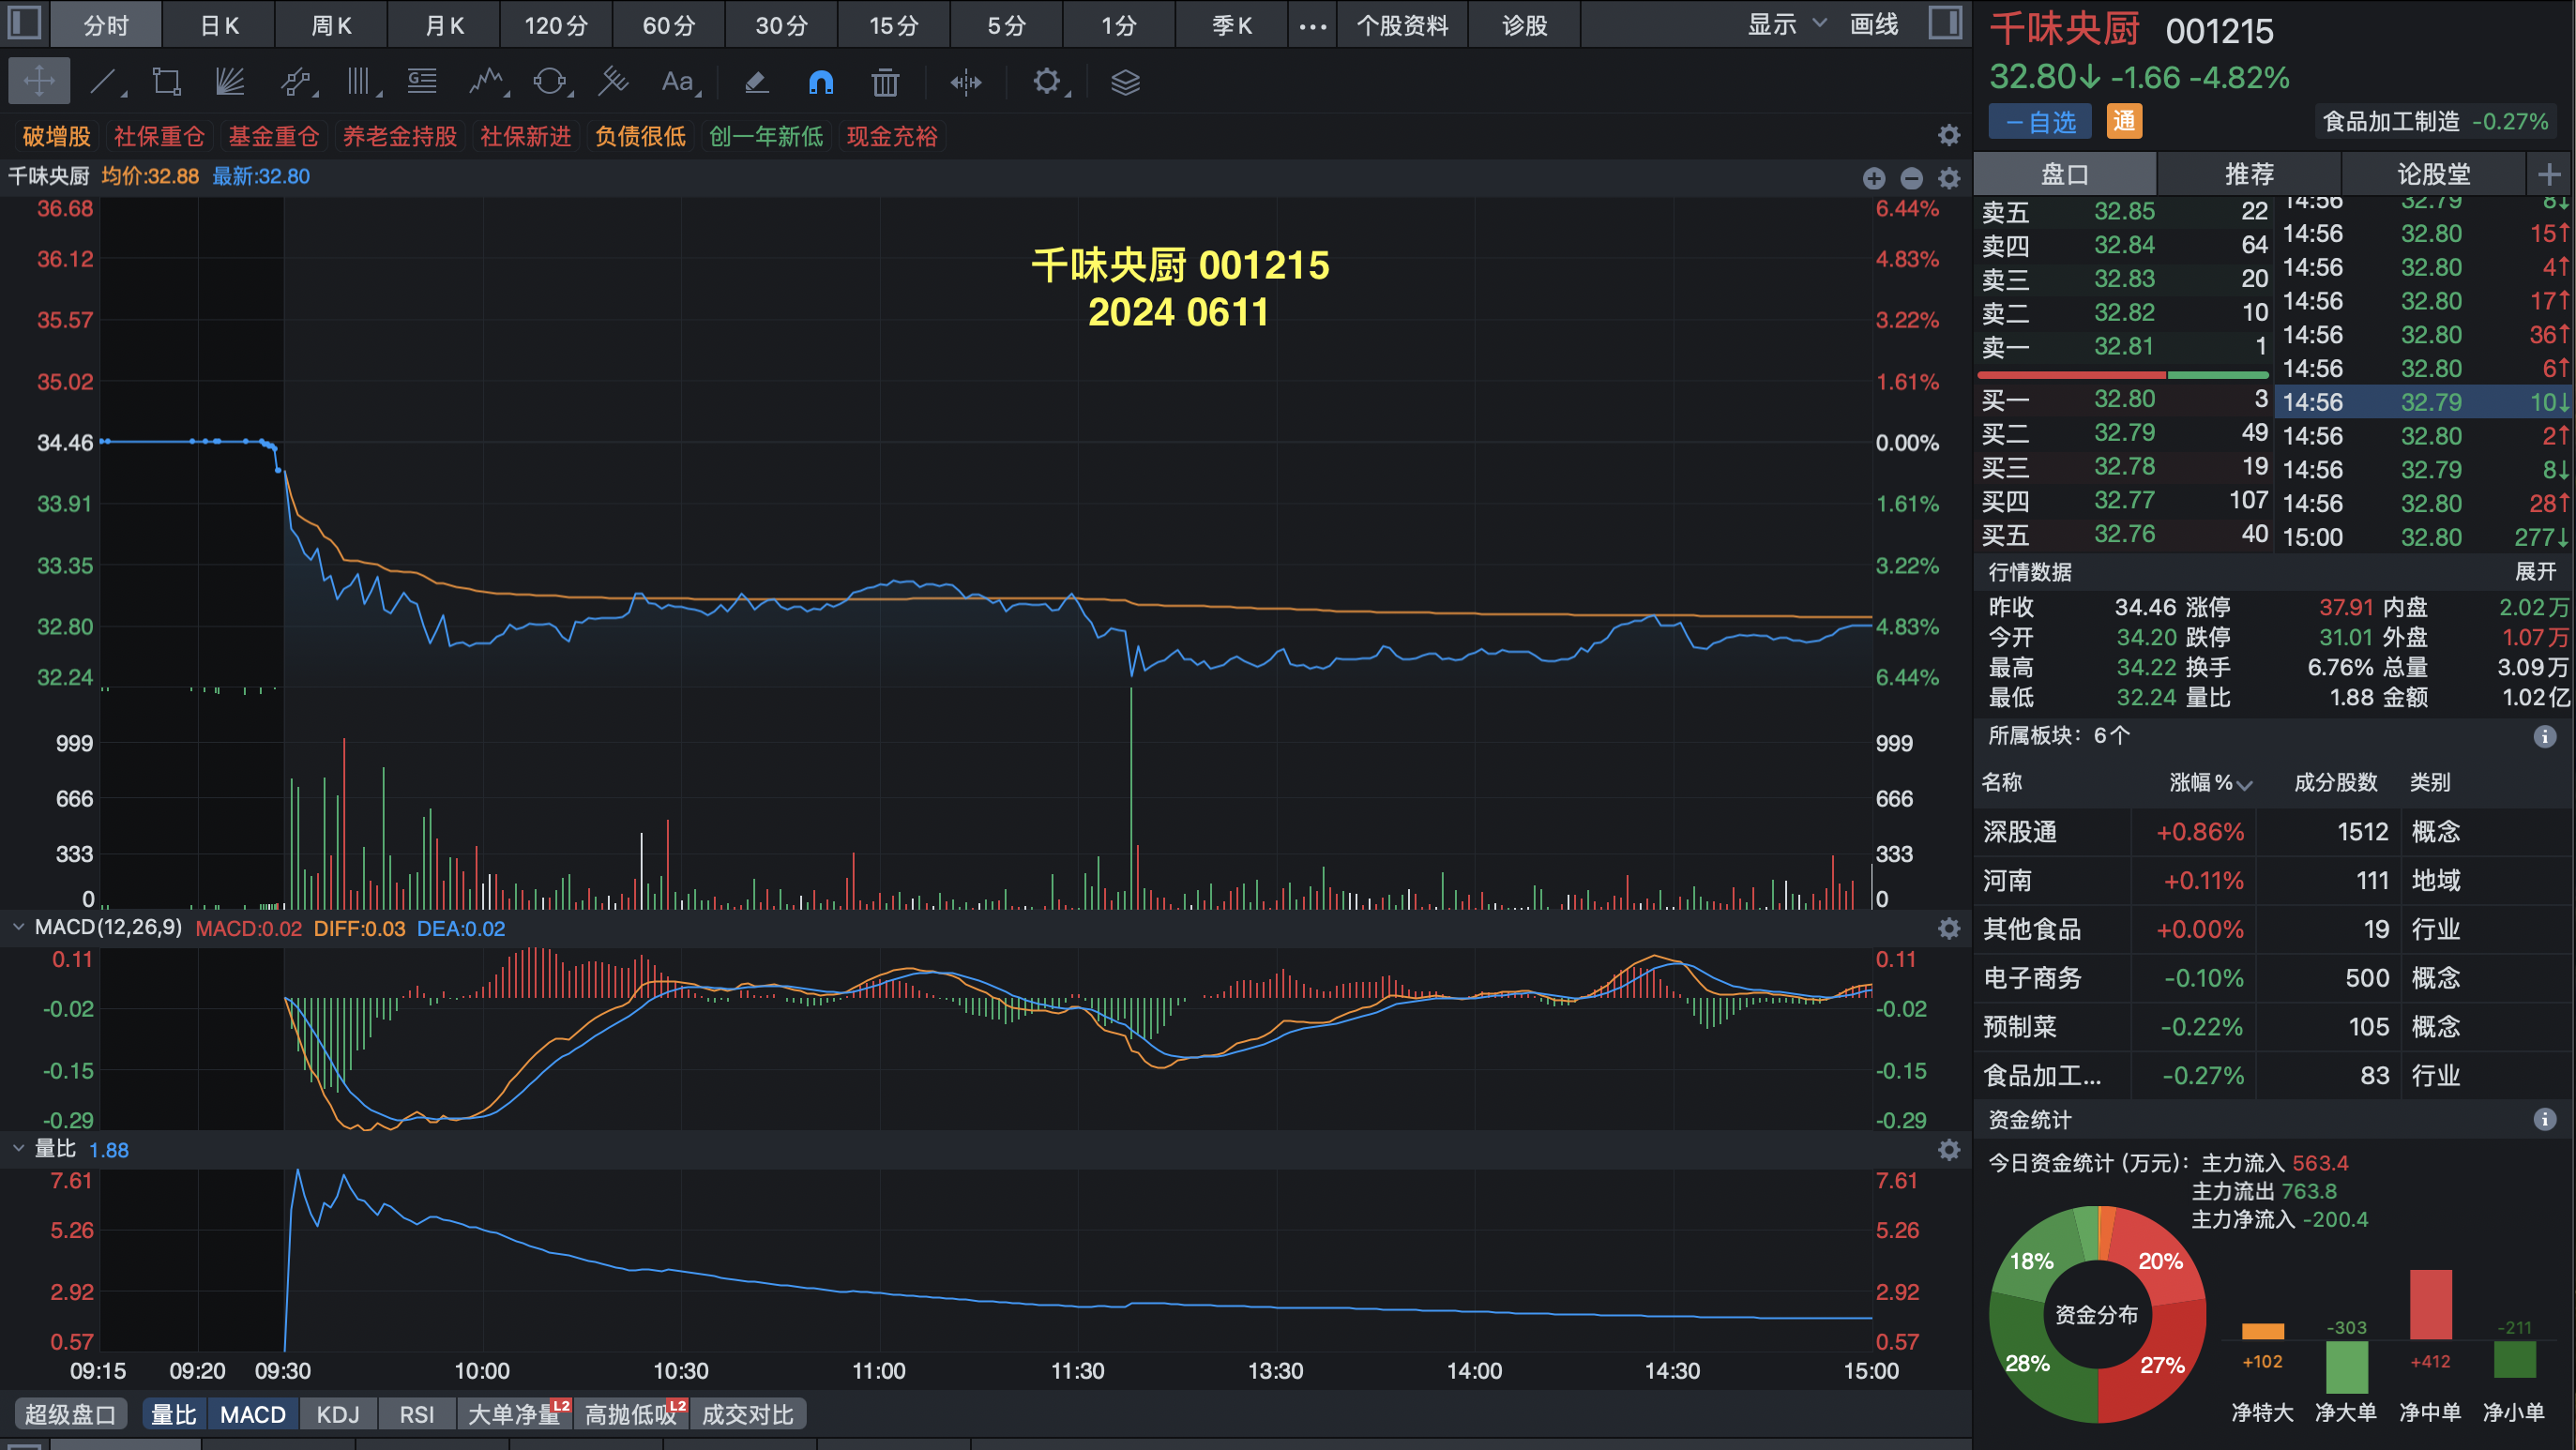 分时 日K 周K 月K 120分 60分 30分 15分 5分 1分 季K ••• 个股资料 诊股 显示 画线
Aa
破增股 社保重仓 基金重仓 养老金持股 社保新进 负债很低 创一年新低 现金充裕
千味央厨 均价:32.88 最新:32.80
千味央厨 001215
2024 0611
36.68 6.44%
36.12 4.83%
35.57 3.22%
35.02 1.61%
34.46 0.00%
33.91 1.61%
33.35 3.22%
32.80 4.83%
32.24 6.44%
999 999
666 666
333 333
0 0
MACD(12,26,9) MACD:0.02 DIFF:0.03 DEA:0.02
0.11 0.11
-0.02 -0.02
-0.15 -0.15
-0.29 -0.29
量比 1.88
7.61 7.61
5.26 5.26
2.92 2.92
0.57 0.57
09:15 09:20 09:30 10:00 10:30 11:00 11:30 13:30 14:00 14:30 15:00
超级盘口 量比 MACD KDJ RSI 大单净量 L2 高抛低吸 L2 成交对比
千味央厨 001215
32.80↓ -1.66 -4.82%
－自选 通 食品加工制造 -0.27%
盘口 推荐 论股堂
卖五 32.85 22
卖四 32.84 64
卖三 32.83 20
卖二 32.82 10
卖一 32.81 1
买一 32.80 3
买二 32.79 49
买三 32.78 19
买四 32.77 107
买五 32.76 40
14:56 32.79 8↓
14:56 32.80 15↑
14:56 32.80 4↑
14:56 32.80 17↑
14:56 32.80 36↑
14:56 32.80 6↑
14:56 32.79 10↓
14:56 32.80 2↑
14:56 32.79 8↓
14:56 32.80 28↑
15:00 32.80 277↓
行情数据 展开
昨收 34.46 涨停 37.91 内盘 2.02万
今开 34.20 跌停 31.01 外盘 1.07万
最高 34.22 换手 6.76% 总量 3.09万
最低 32.24 量比 1.88 金额 1.02亿
所属板块：6个
名称 涨幅% 成分股数 类别
深股通 +0.86% 1512 概念
河南 +0.11% 111 地域
其他食品 +0.00% 19 行业
电子商务 -0.10% 500 概念
预制菜 -0.22% 105 概念
食品加工... -0.27% 83 行业
资金统计
今日资金统计 (万元)：主力流入 563.4
主力流出 763.8
主力净流入 -200.4
18% 20%
资金分布
28% 27%
-303 -211
+102 +412
净特大 净大单 净中单 净小单